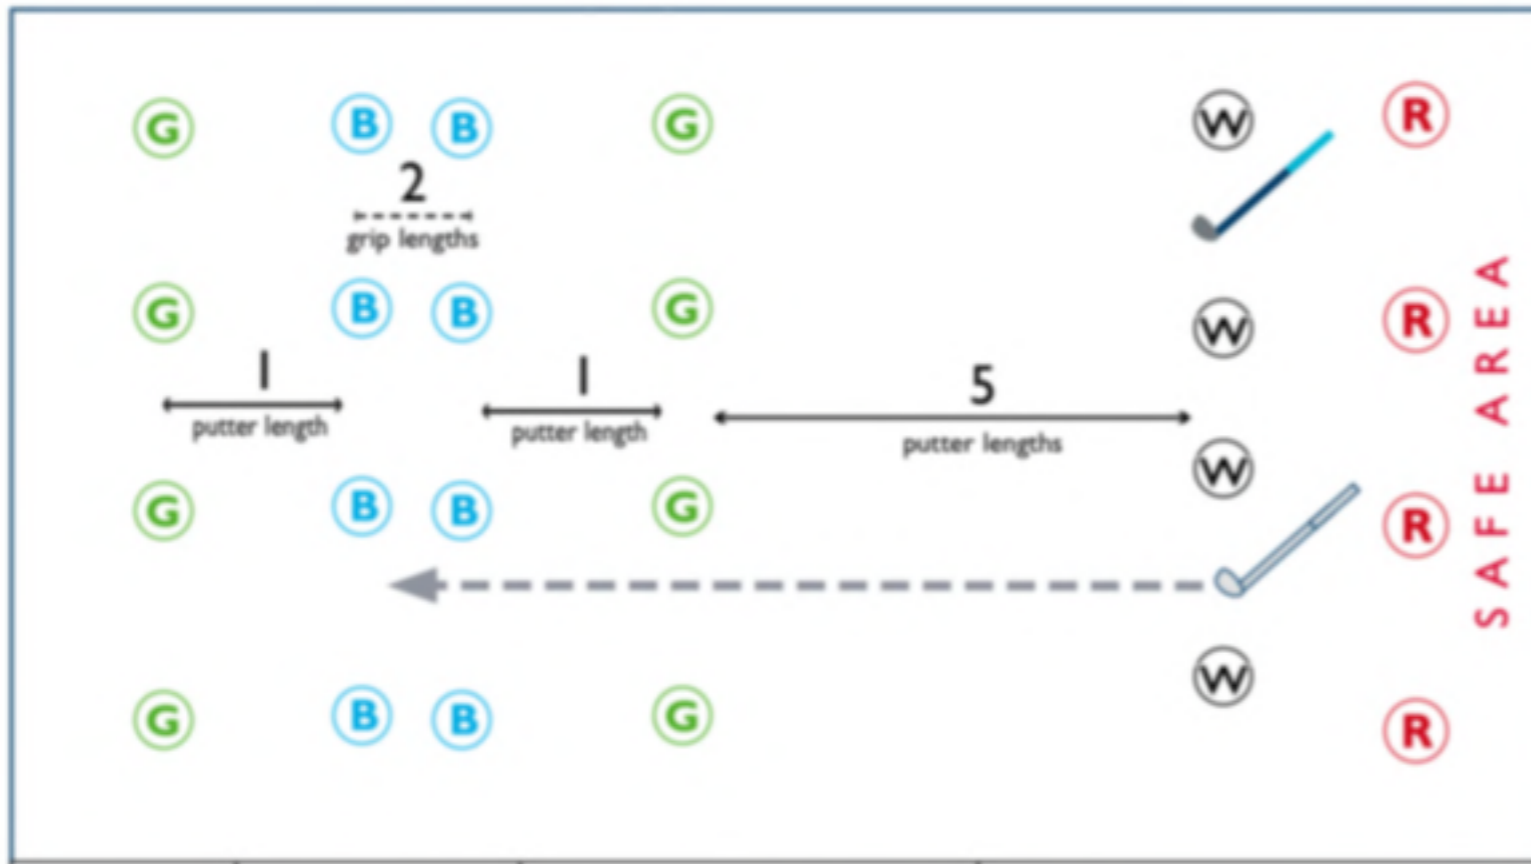 G B B G W R
2
grip lengths
G B B G W R
1 1 5
putter length putter length putter lengths
W
G B B G R
W
G B B G R
SAFE AREA